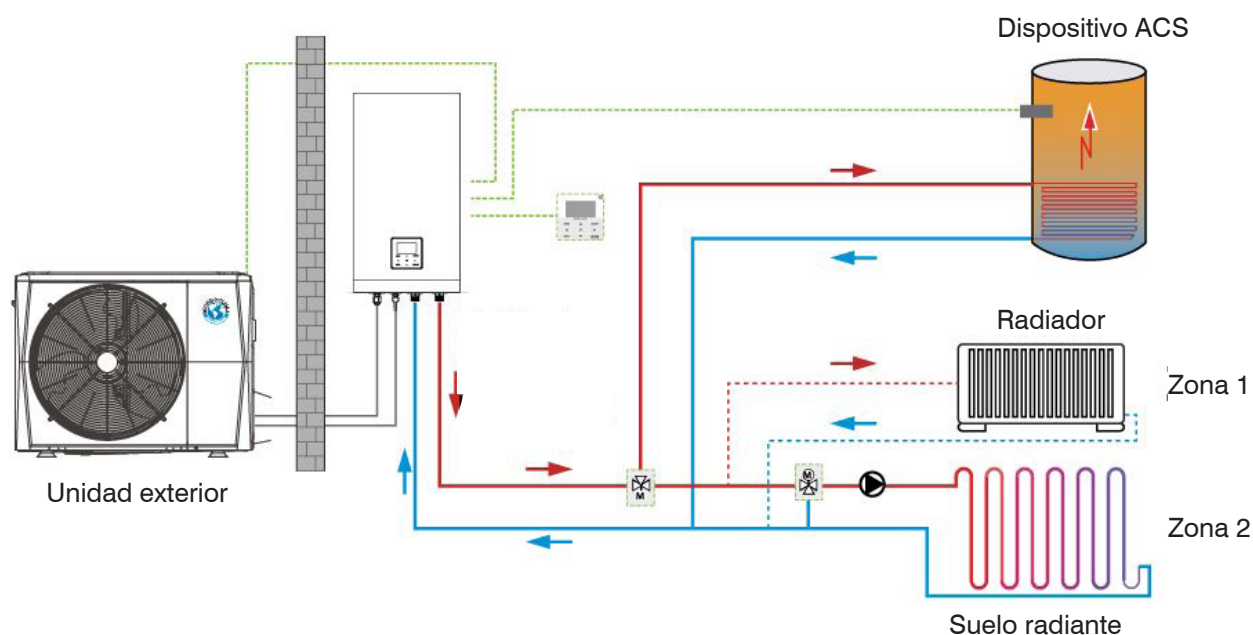 Dispositivo ACS
Radiador
Zona 1
M
M
Unidad exterior
Zona 2
Suelo radiante